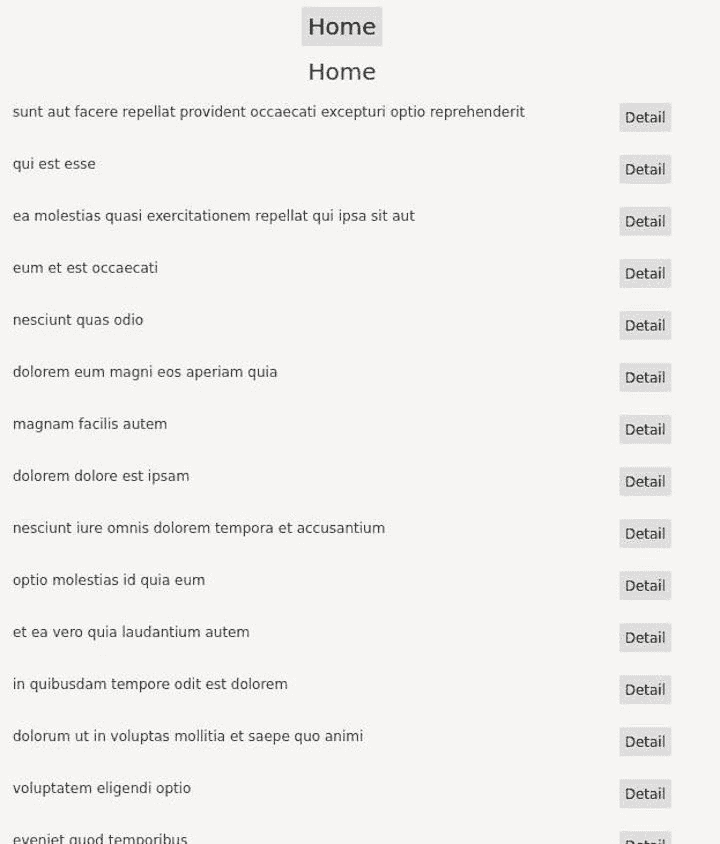 Home
Home
sunt aut facere repellat provident occaecati excepturi optio reprehenderit Detail
qui est esse Detail
ea molestias quasi exercitationem repellat qui ipsa sit aut Detail
eum et est occaecati Detail
nesciunt quas odio Detail
dolorem eum magni eos aperiam quia Detail
magnam facilis autem Detail
dolorem dolore est ipsam Detail
nesciunt iure omnis dolorem tempora et accusantium Detail
optio molestias id quia eum Detail
et ea vero quia laudantium autem Detail
in quibusdam tempore odit est dolorem Detail
dolorum ut in voluptas mollitia et saepe quo animi Detail
voluptatem eligendi optio Detail
eveniet quod temporibus Detail